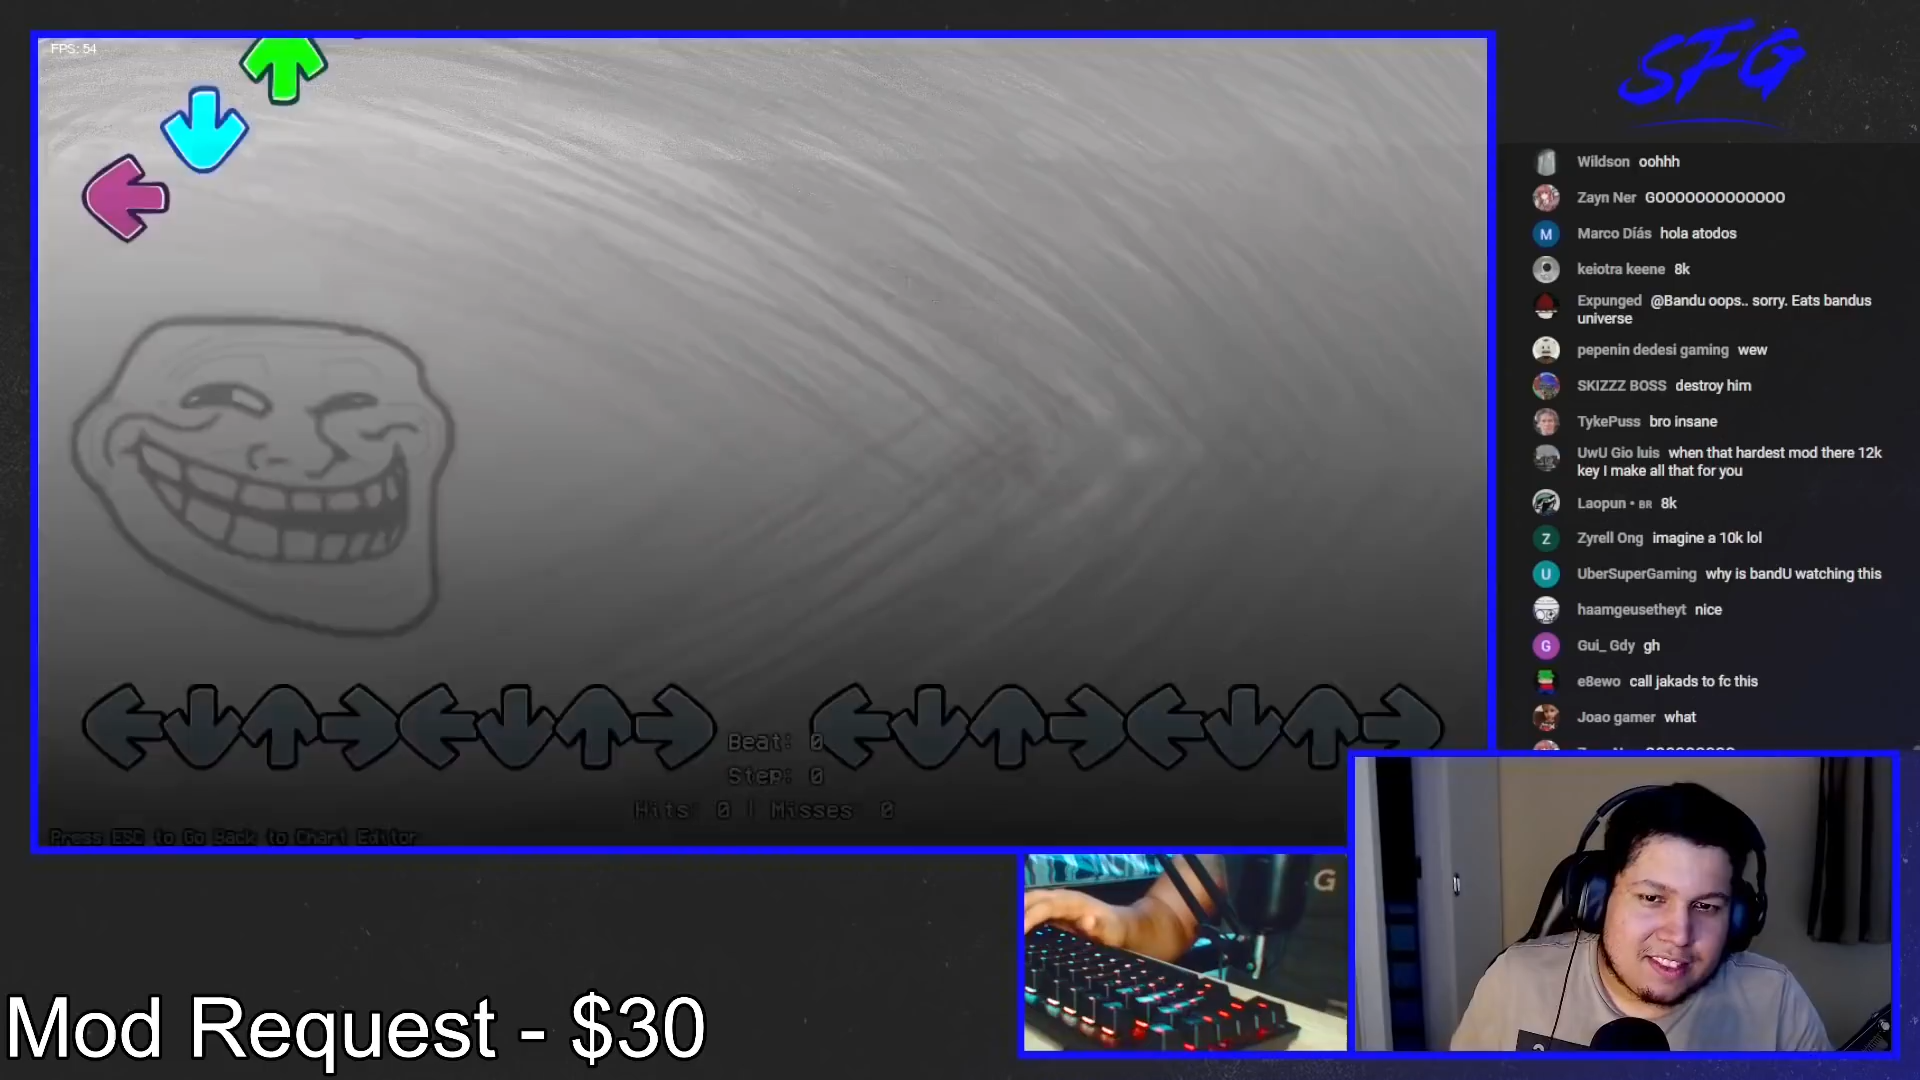 FPS: 54
SFG
Wildson oohhh
Zayn Ner GOOOOOOOOOOOOO
Marco Díás hola atodos
M
keiotra keene 8k
Expunged @Bandu oops.. sorry. Eats bandus
universe
pepenin dedesi gaming wew
SKIZZZ BOSS destroy him
TykePuss bro insane
UwU Gio luis when that hardest mod there 12k
key I make all that for you
Laopun • BR 8k
Z
Zyrell Ong imagine a 10k lol
U
UberSuperGaming why is bandU watching this
haamgeusetheyt nice
G
Gui_ Gdy gh
e8ewo call jakads to fc this
Joao gamer what
Beat: 0
Step: 0
Hits: 0 | Misses: 0
Press ESC to Go Back to Chart Editor
G
Mod Request - $30